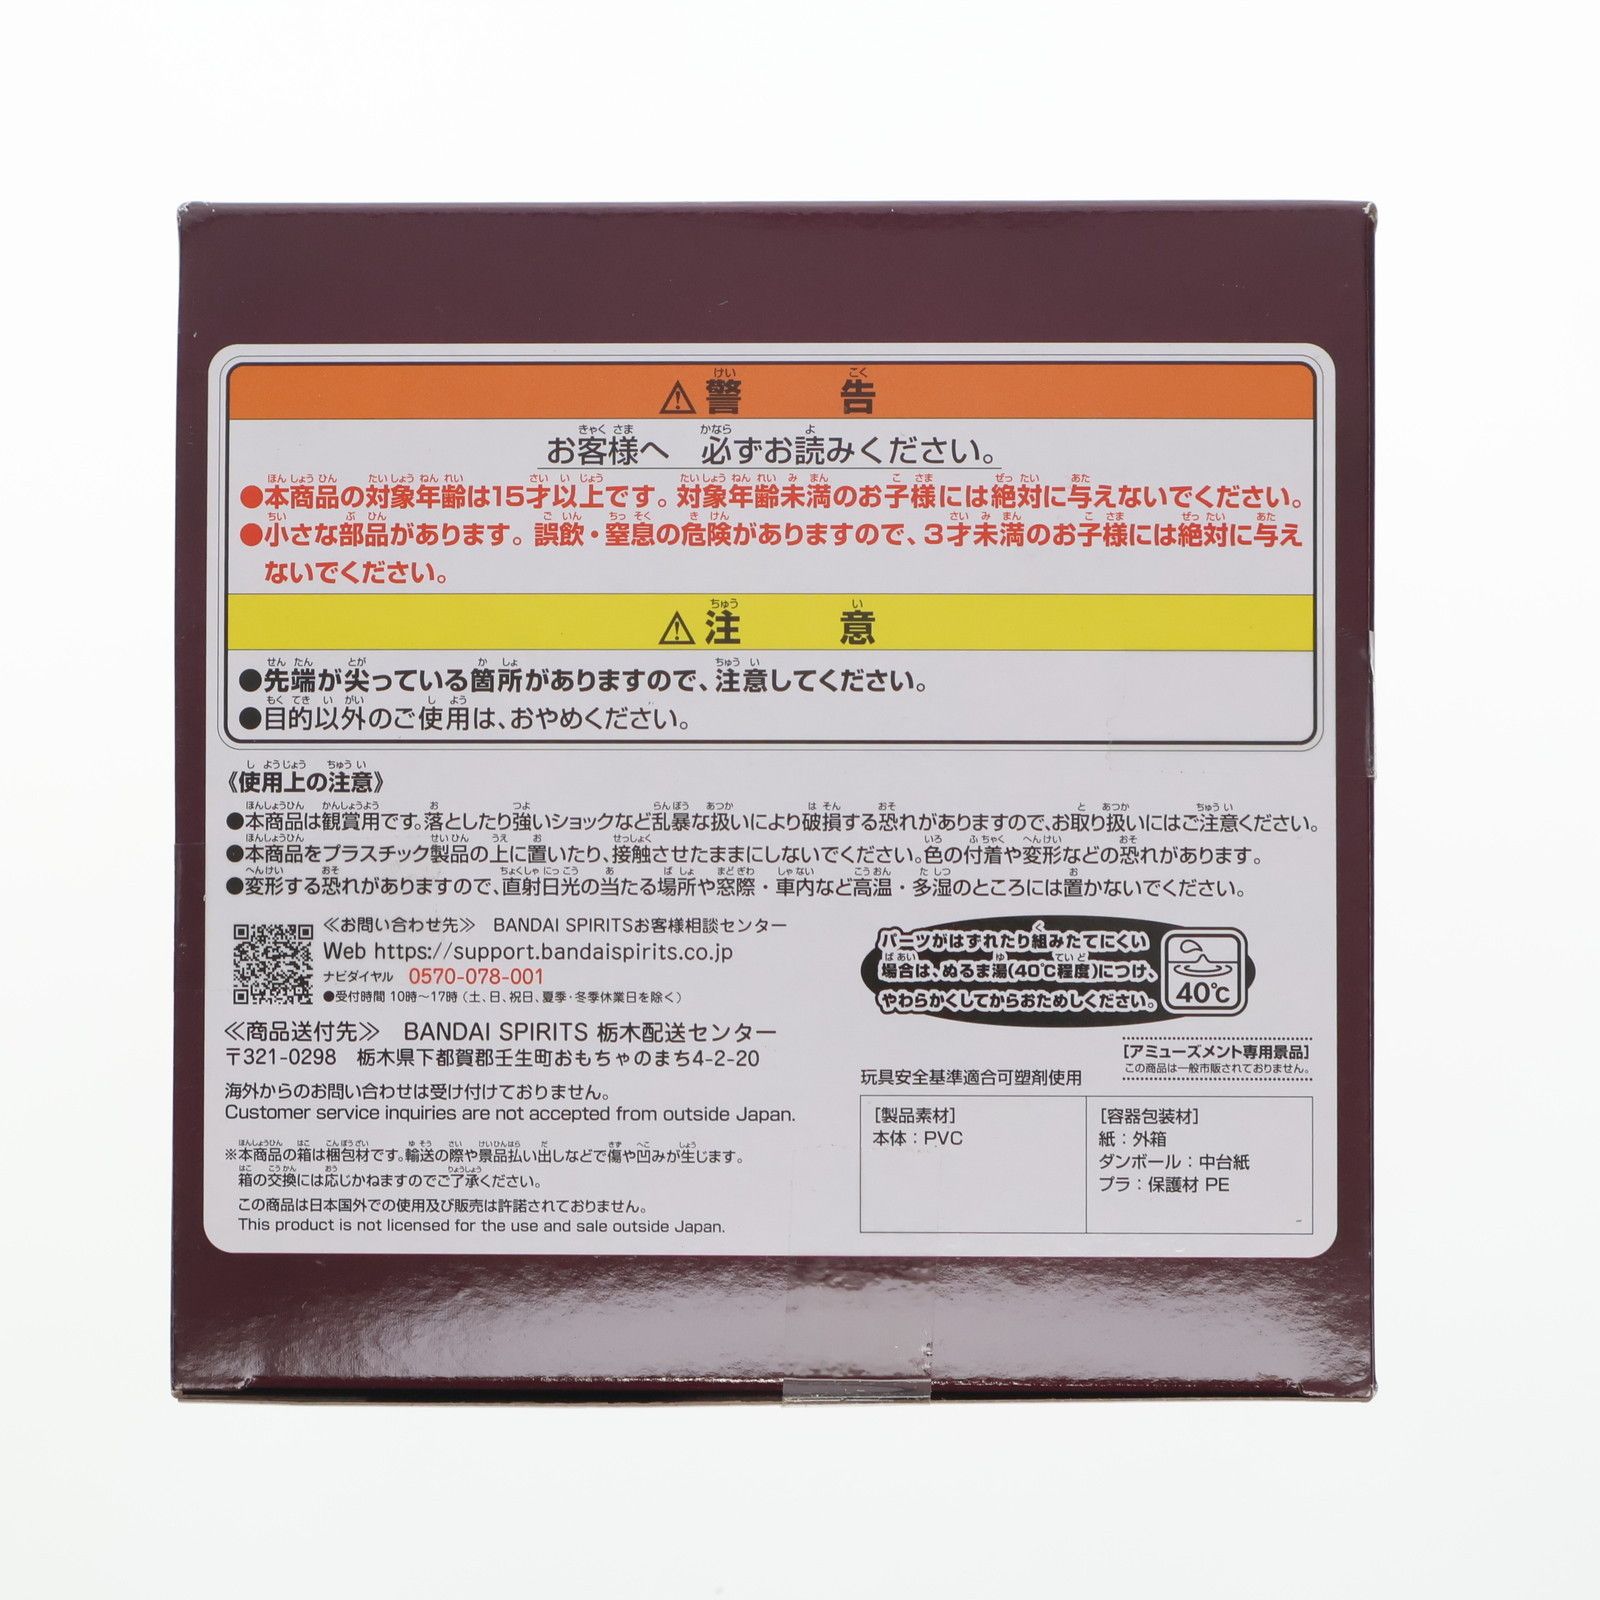 ⚠警告
お客様へ 必ずお読みください。
●本商品の対象年齢は15才以上です。対象年齢未満のお子様には絶対に与えないでください。
●小さな部品があります。誤飲・窒息の危険がありますので、3才未満のお子様には絶対に与え
ないでください。
⚠注意
●先端が尖っている箇所がありますので、注意してください。
●目的以外のご使用は、おやめください。
《使用上の注意》
●本商品は観賞用です。落としたり強いショックなど乱暴な扱いにより破損する恐れがありますので、お取り扱いにはご注意ください。
●本商品をプラスチック製品の上に置いたり、接触させたままにしないでください。色の付着や変形などの恐れがあります。
●変形する恐れがありますので、直射日光の当たる場所や窓際・車内など高温・多湿のところには置かないでください。
≪お問い合わせ先≫ BANDAI SPIRITSお客様相談センター
Web https://support.bandaispirits.co.jp
ナビダイヤル 0570-078-001
●受付時間 10時～17時（土、日、祝日、夏季・冬季休業日を除く）
≪商品送付先≫ BANDAI SPIRITS 栃木配送センター
〒321-0298 栃木県下都賀郡壬生町おもちゃのまち4-2-20
海外からのお問い合わせは受け付けておりません。
Customer service inquiries are not accepted from outside Japan.
※本商品の箱は梱包材です。輸送の際や景品払い出しなどで傷や凹みが生じます。
箱の交換には応じかねますのでご了承ください。
この商品は日本国外での使用及び販売は許諾されておりません。
This product is not licensed for the use and sale outside Japan.
パーツがはずれたり組みたてにくい
場合は、ぬるま湯(40℃程度)につけ、
やわらかくしてからおためしください。
40℃
[アミューズメント専用景品]
この商品は一般市販されておりません。
玩具安全基準適合可塑剤使用
[製品素材]
本体：PVC
[容器包装材]
紙：外箱
ダンボール：中台紙
プラ：保護材 PE